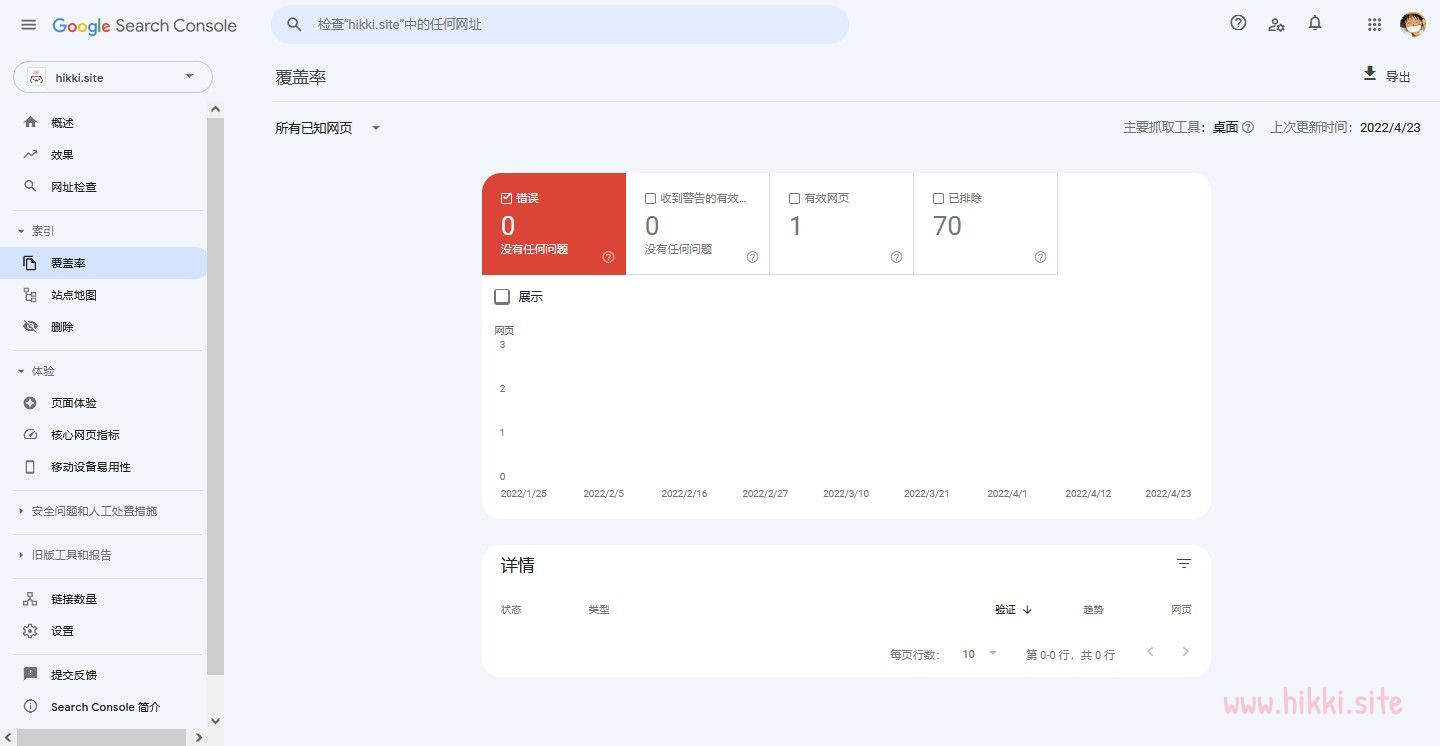 Google Search Console
检查“hikki.site”中的任何网址
hikki.site
覆盖率
导出
概述
效果
网址检查
索引
覆盖率
站点地图
删除
体验
页面体验
核心网页指标
移动设备易用性
安全问题和人工处置措施
旧版工具和报告
链接数量
设置
提交反馈
Search Console 简介
所有已知网页
主要抓取工具：桌面 上次更新时间：2022/4/23
错误
0
没有任何问题
收到警告的有效...
0
没有任何问题
有效网页
1
已排除
70
展示
网页
3
2
1
0
2022/1/25 2022/2/5 2022/2/16 2022/2/27 2022/3/10 2022/3/21 2022/4/1 2022/4/12 2022/4/23
详情
状态 类型 验证 趋势 网页
每页行数： 10 第 0-0 行，共 0 行
www.hikki.site